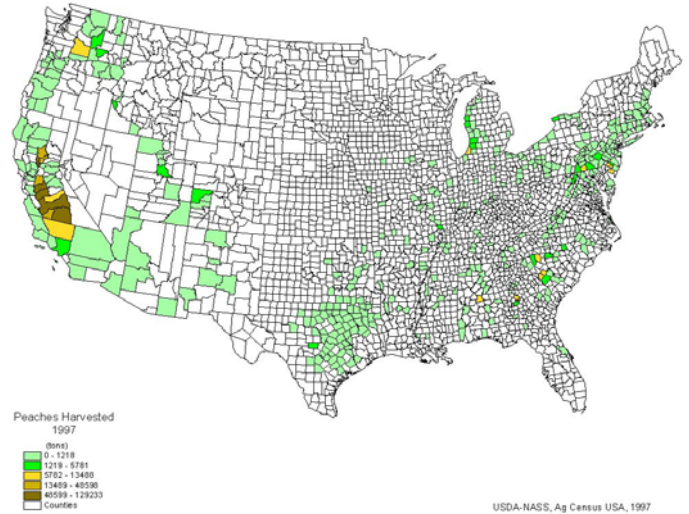 Peaches Harvested
1997
(tons)
0 - 1218
1219 - 5781
5782 - 13488
13489 - 48598
48599 - 129233
Counties
USDA-NASS, Ag Census USA, 1997